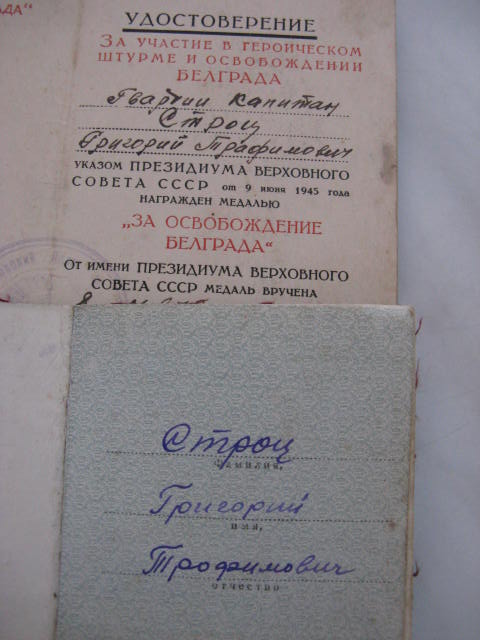 ДА"
УДОСТОВЕРЕНИЕ
ЗА УЧАСТИЕ В ГЕРОИЧЕСКОМ
ШТУРМЕ И ОСВОБОЖДЕНИИ
БЕЛГРАДА
Гвардии капитан
Строц
Григорий Трофимович
УКАЗОМ ПРЕЗИДИУМА ВЕРХОВНОГО
СОВЕТА СССР от 9 июня 1945 года
НАГРАЖДЕН МЕДАЛЬЮ
„ЗА ОСВОБОЖДЕНИЕ
БЕЛГРАДА“
От имени ПРЕЗИДИУМА ВЕРХОВНОГО
СОВЕТА СССР МЕДАЛЬ ВРУЧЕНА
Строц
фамилия,
Григорий
имя,
Трофимович
отчество